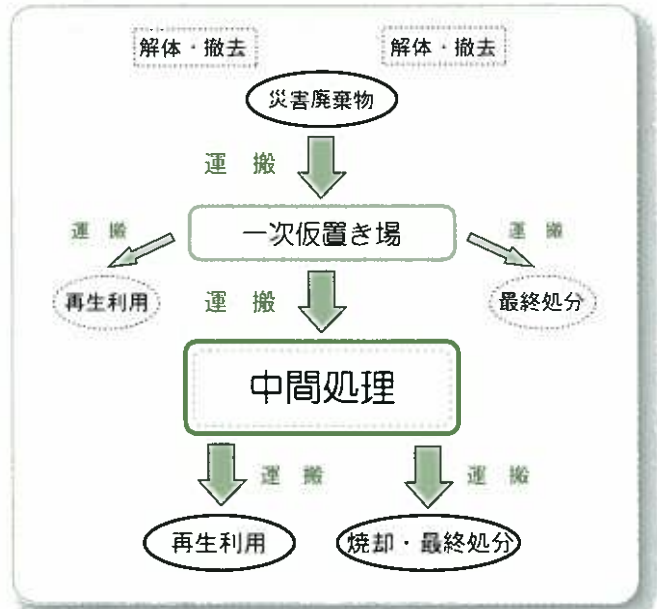 解体・撤去
解体・撤去
災害廃棄物
運 搬
一次仮置き場
運 搬
運 搬
再生利用
運 搬
最終処分
中間処理
運 搬
運 搬
再生利用
焼却・最終処分